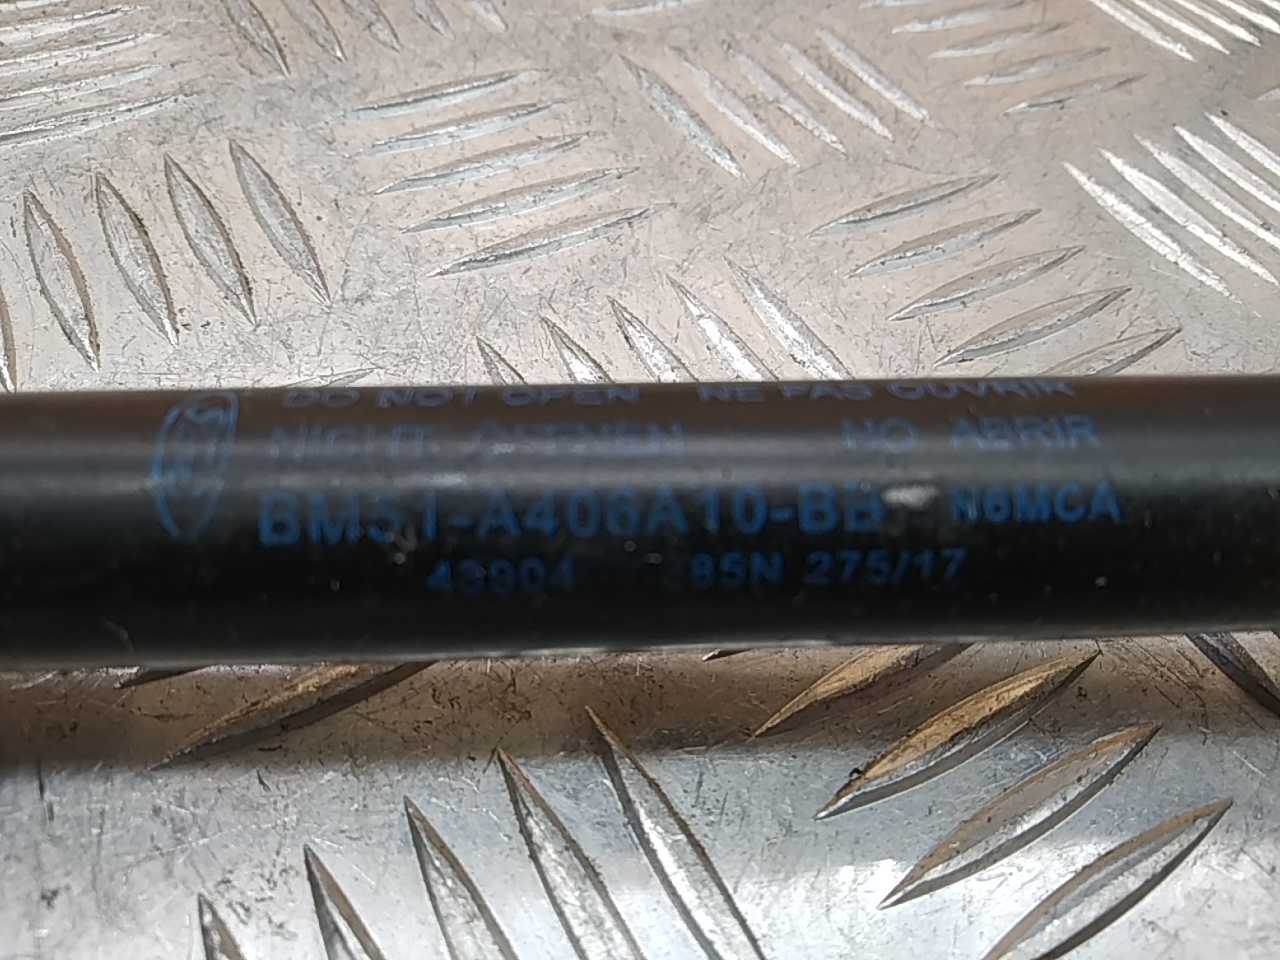 DO NOT OPEN NE PAS OUVRIR
NICHT ÖFFNEN NO ABRIR
BM51-A406A10-BB N6MCA
43904 85N 275/17